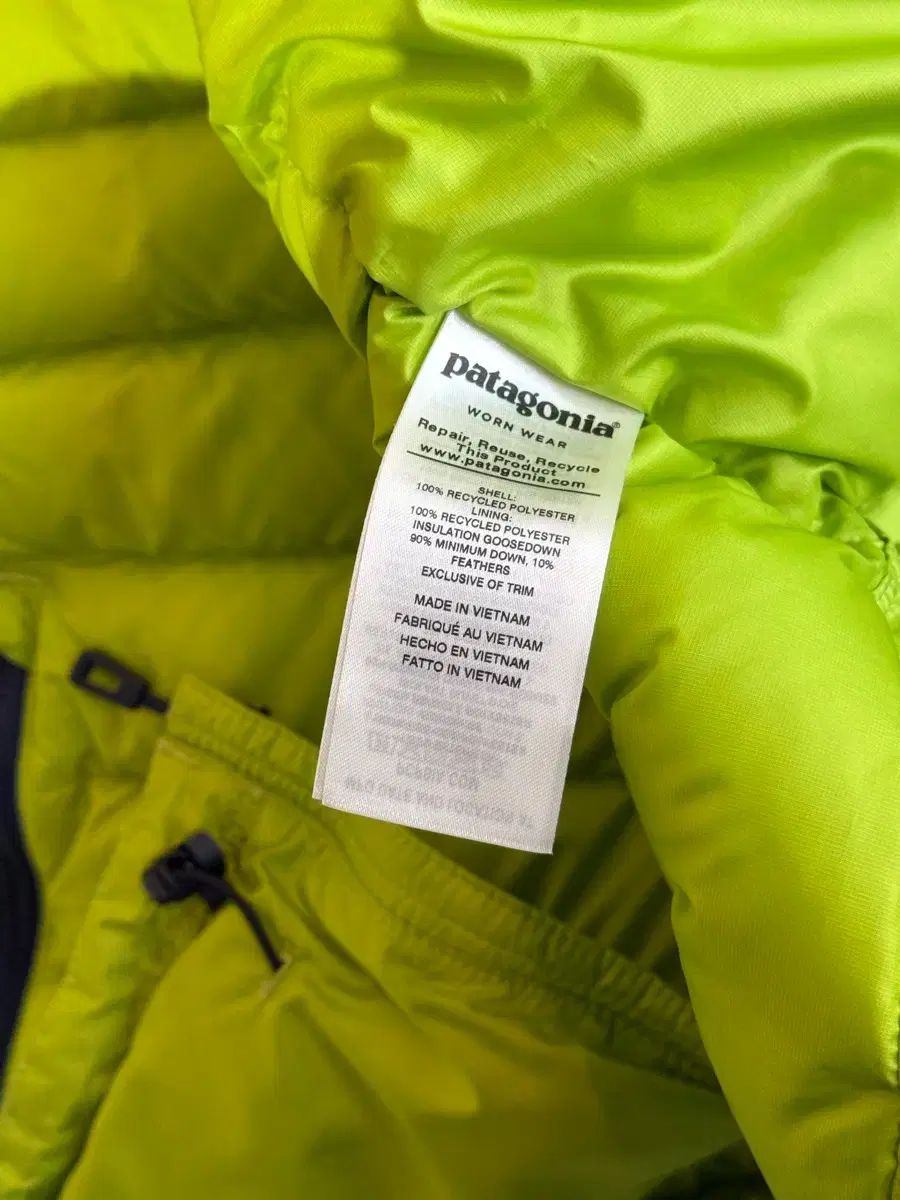 patagonia®
WORN WEAR
Repair, Reuse, Recycle
This Product
www.patagonia.com
SHELL:
100% RECYCLED POLYESTER
LINING:
100% RECYCLED POLYESTER
INSULATION GOOSEDOWN
90% MINIMUM DOWN, 10%
FEATHERS
EXCLUSIVE OF TRIM
MADE IN VIETNAM
FABRIQUÉ AU VIETNAM
HECHO EN VIETNAM
FATTO IN VIETNAM